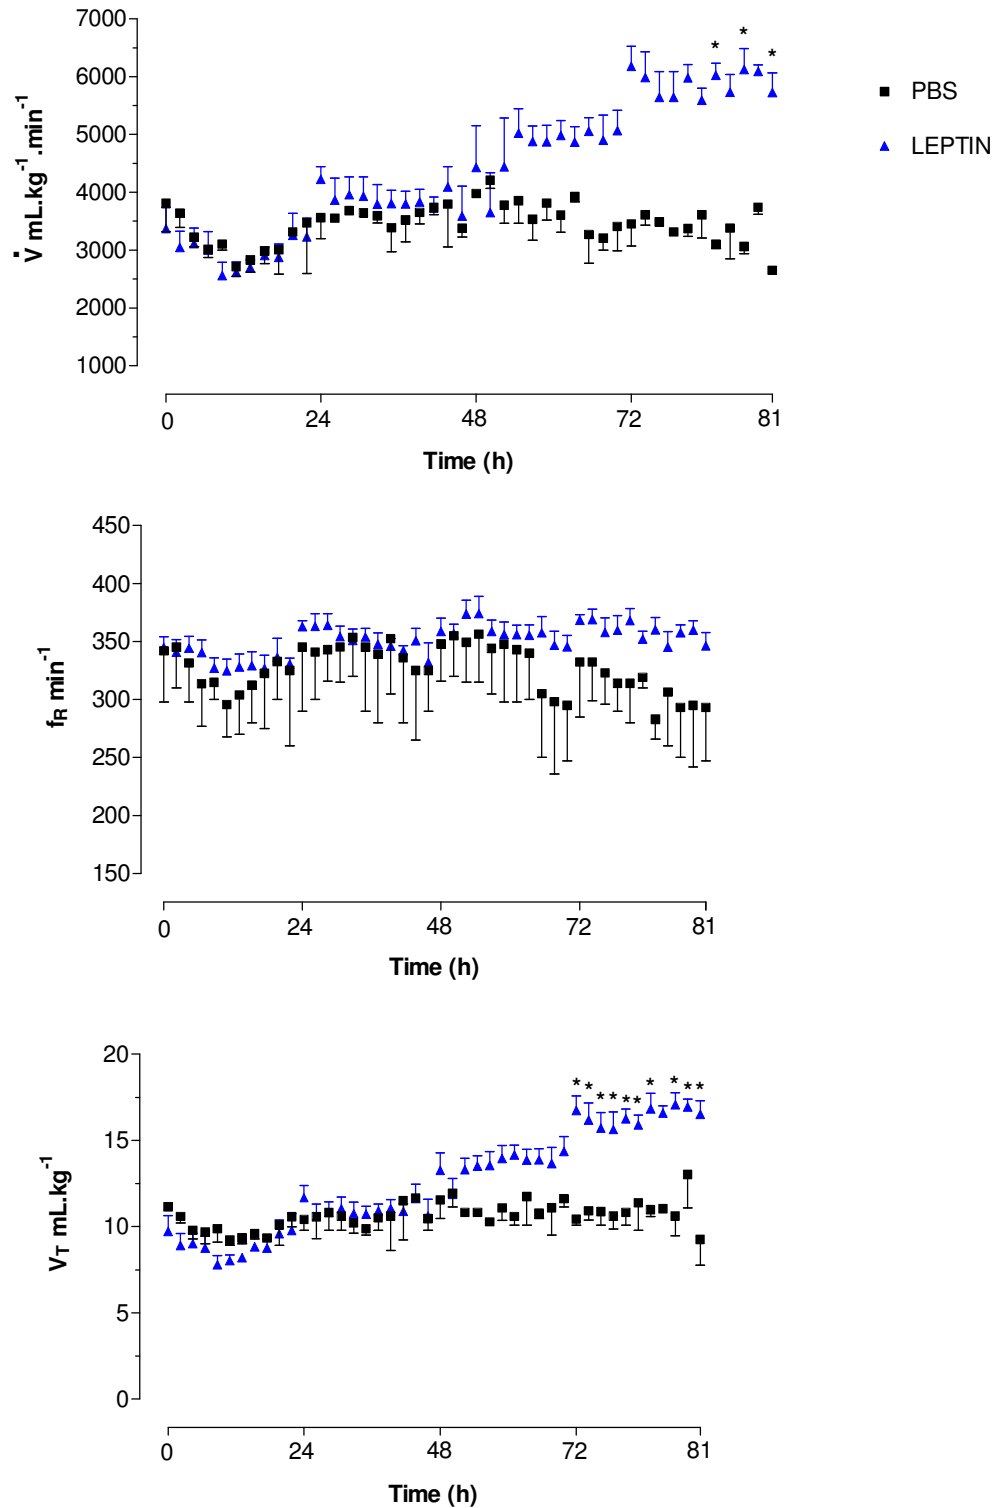 7000
6000
5000
4000
3000
2000
1000
V̇ mL.kg⁻¹.min⁻¹
* * *
PBS
LEPTIN
0 24 48 72 81
Time (h)
450
400
350
300
250
200
150
fR min⁻¹
0 24 48 72 81
Time (h)
20
15
10
5
0
VT mL.kg⁻¹
* * * * * * * * * *
0 24 48 72 81
Time (h)